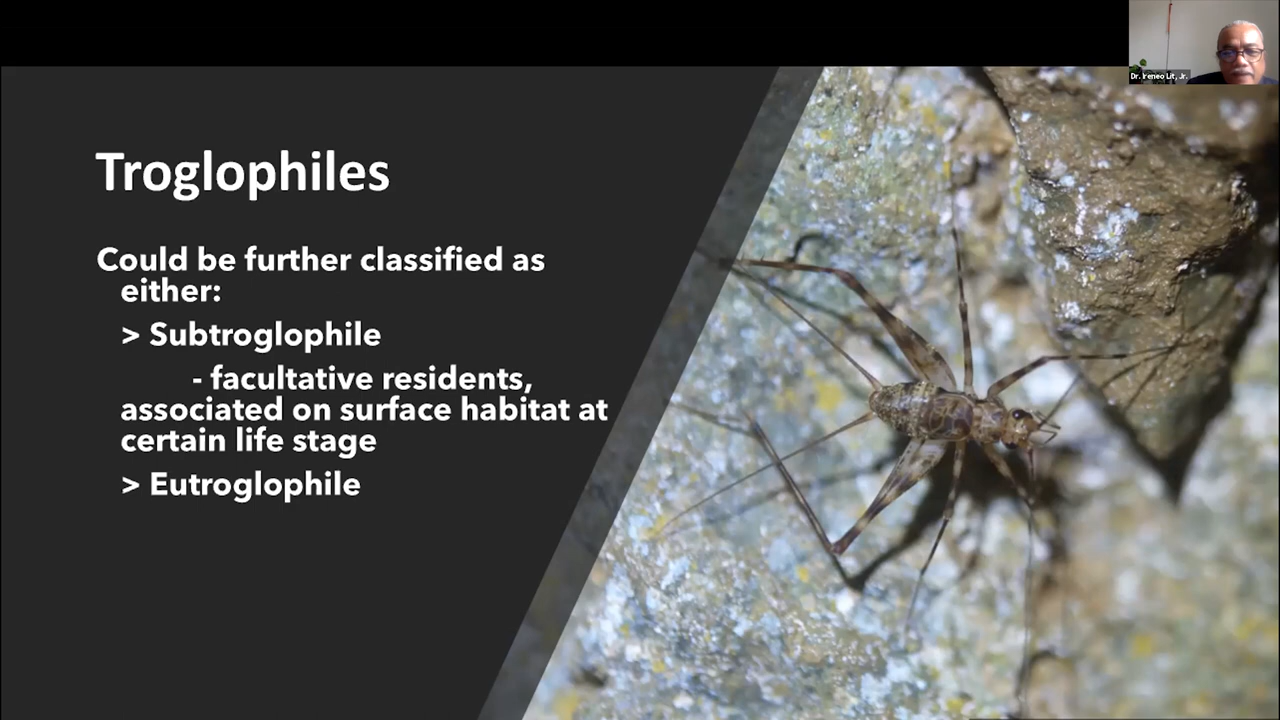 Dr. Ireneo Lit, Jr.
Troglophiles
Could be further classified as
either:
> Subtroglophile
- facultative residents,
associated on surface habitat at
certain life stage
> Eutroglophile